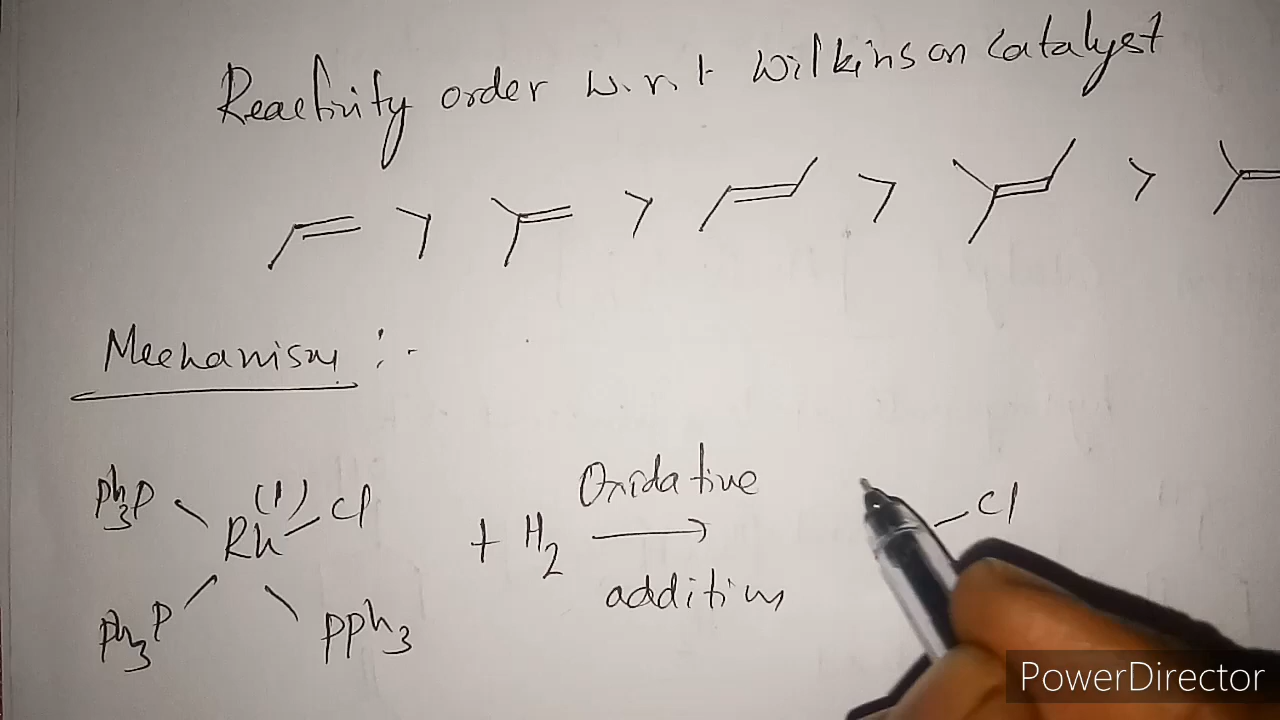 Reactivity order w.r.t Wilkinson catalyst
> > > >
Mechanism :-
Ph3P (I) Cl
Rh
Ph3P PPh3
+ H2 Oxidative
addition
Cl
PowerDirector